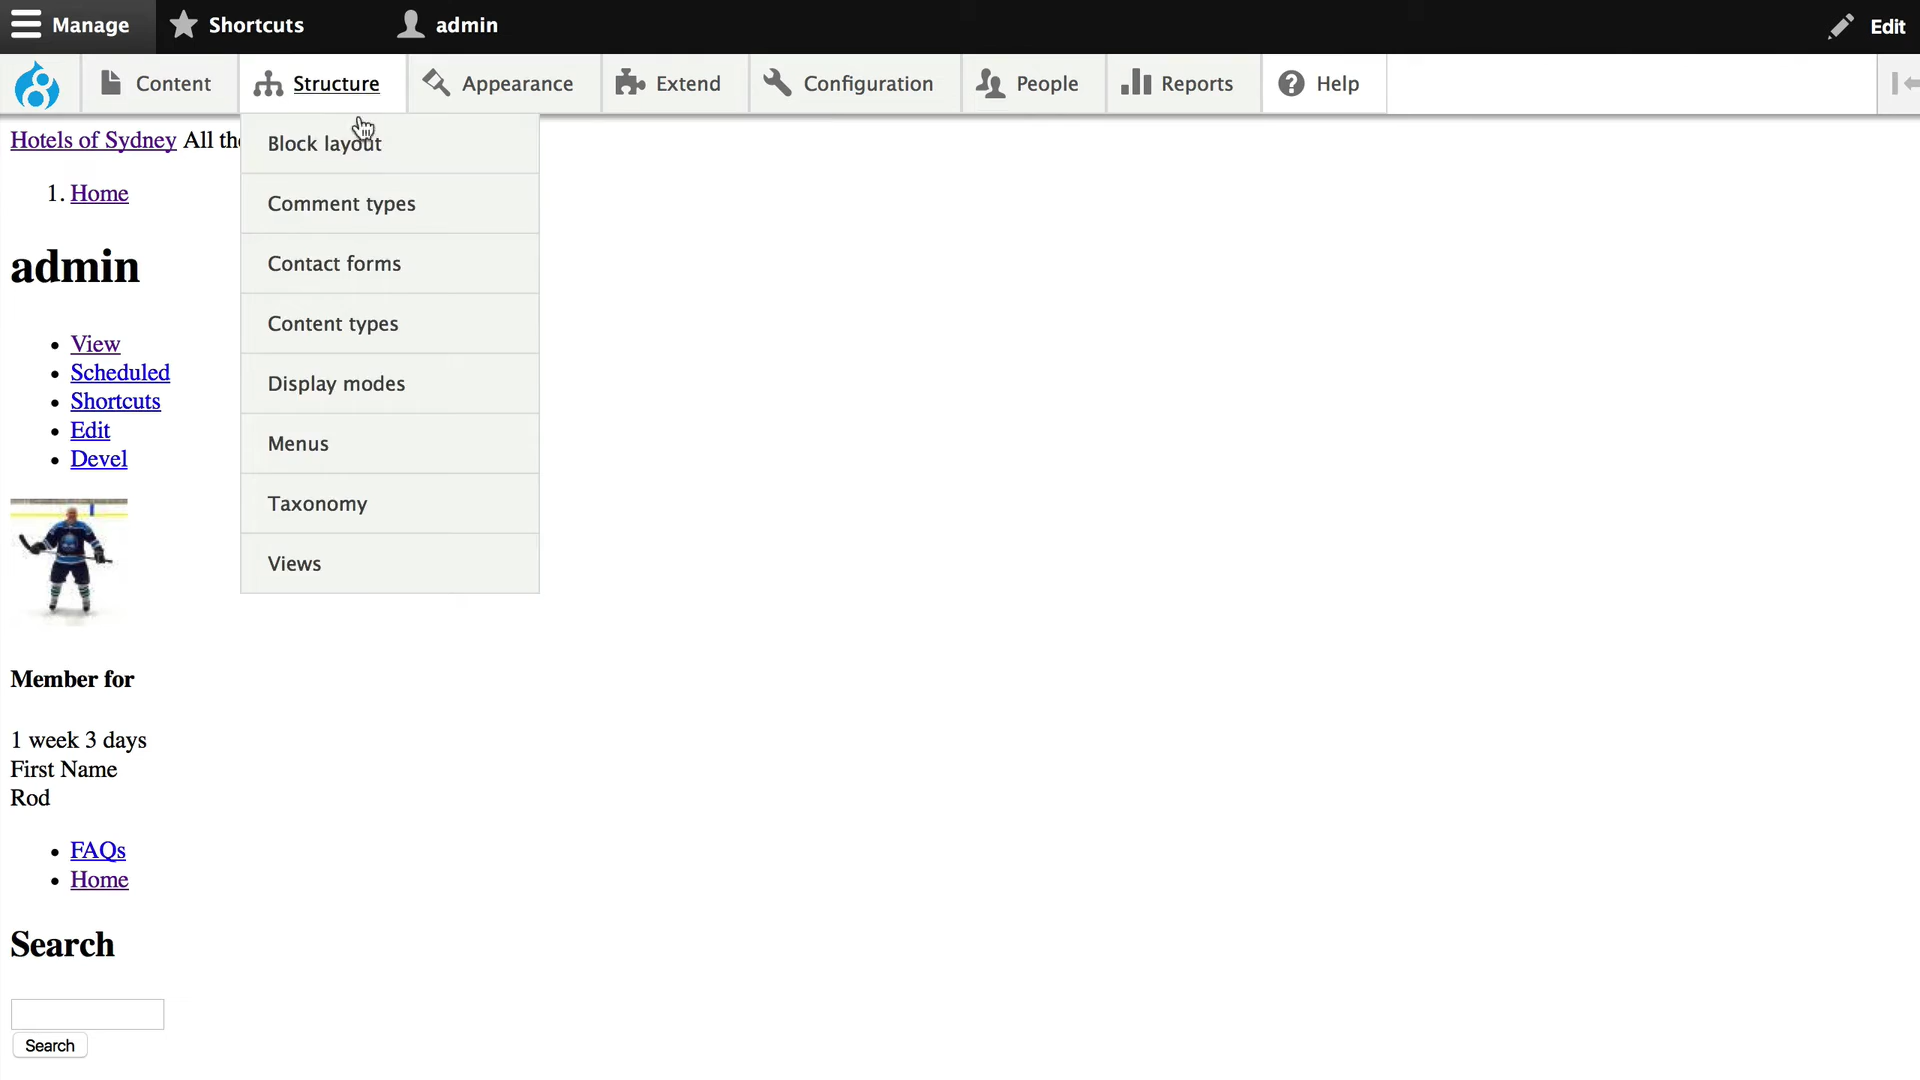 Manage Shortcuts admin Edit
Content Structure Appearance Extend Configuration People Reports Help
Hotels of Sydney All the
1. Home
admin
View
Scheduled
Shortcuts
Edit
Devel
Block layout
Comment types
Contact forms
Content types
Display modes
Menus
Taxonomy
Views
Member for
1 week 3 days
First Name
Rod
FAQs
Home
Search
Search